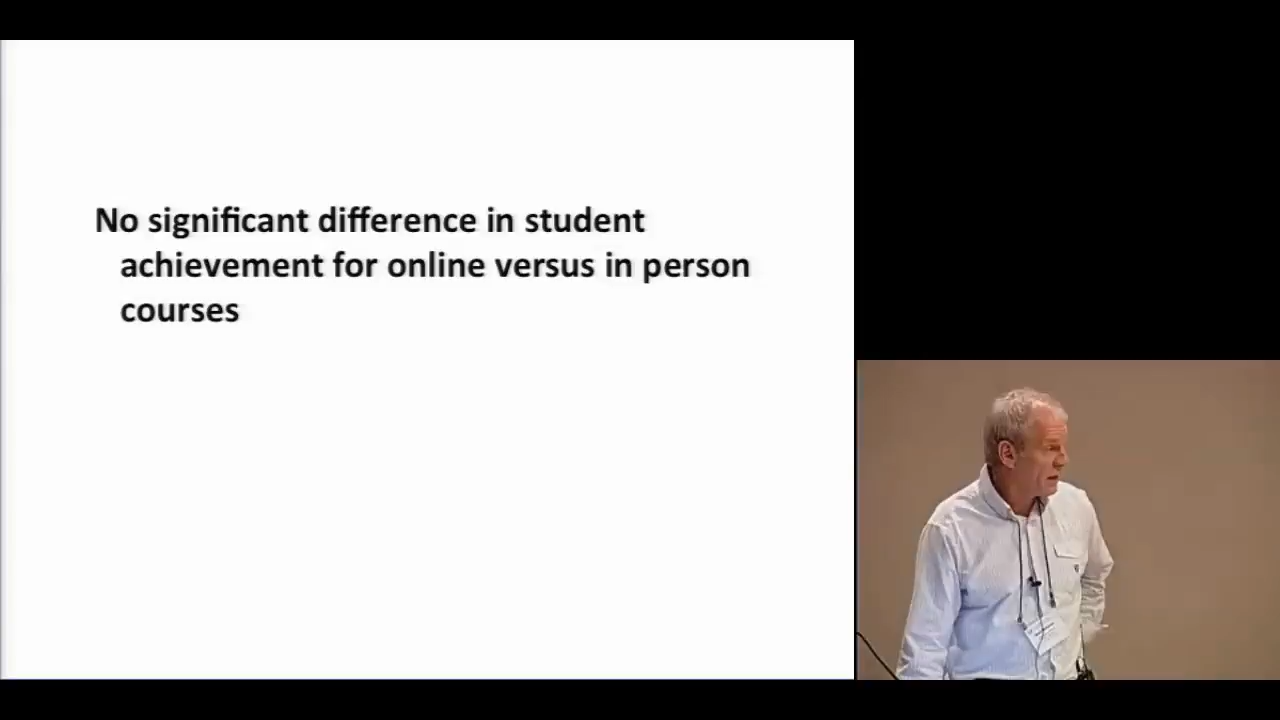 No significant difference in student
achievement for online versus in person
courses